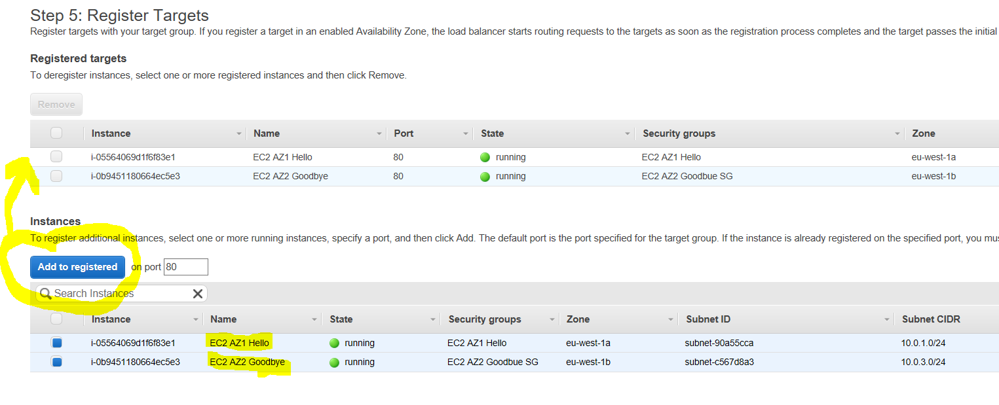 Step 5: Register Targets
Register targets with your target group. If you register a target in an enabled Availability Zone, the load balancer starts routing requests to the targets as soon as the registration process completes and the target passes the initial
Registered targets
To deregister instances, select one or more registered instances and then click Remove.
Remove
Instance Name Port State Security groups Zone
i-05564069d1f6f83e1 EC2 AZ1 Hello 80 running EC2 AZ1 Hello eu-west-1a
i-0b9451180664ec5e3 EC2 AZ2 Goodbye 80 running EC2 AZ2 Goodbue SG eu-west-1b
Instances
To register additional instances, select one or more running instances, specify a port, and then click Add. The default port is the port specified for the target group. If the instance is already registered on the specified port, you mus
Add to registered on port 80
Search Instances
Instance Name State Security groups Zone Subnet ID Subnet CIDR
i-05564069d1f6f83e1 EC2 AZ1 Hello running EC2 AZ1 Hello eu-west-1a subnet-90a55cca 10.0.1.0/24
i-0b9451180664ec5e3 EC2 AZ2 Goodbye running EC2 AZ2 Goodbue SG eu-west-1b subnet-c567d8a3 10.0.3.0/24